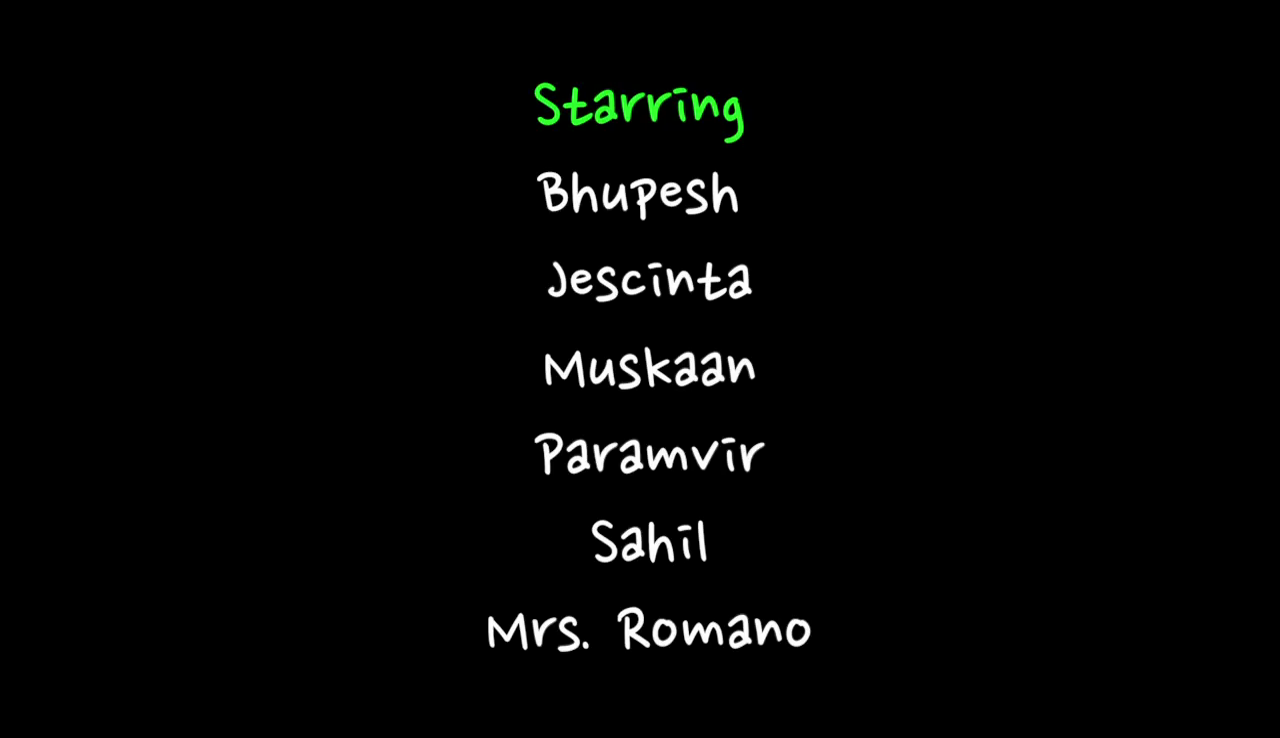 Starring
Bhupesh
Jescinta
Muskaan
Paramvir
Sahil
Mrs. Romano